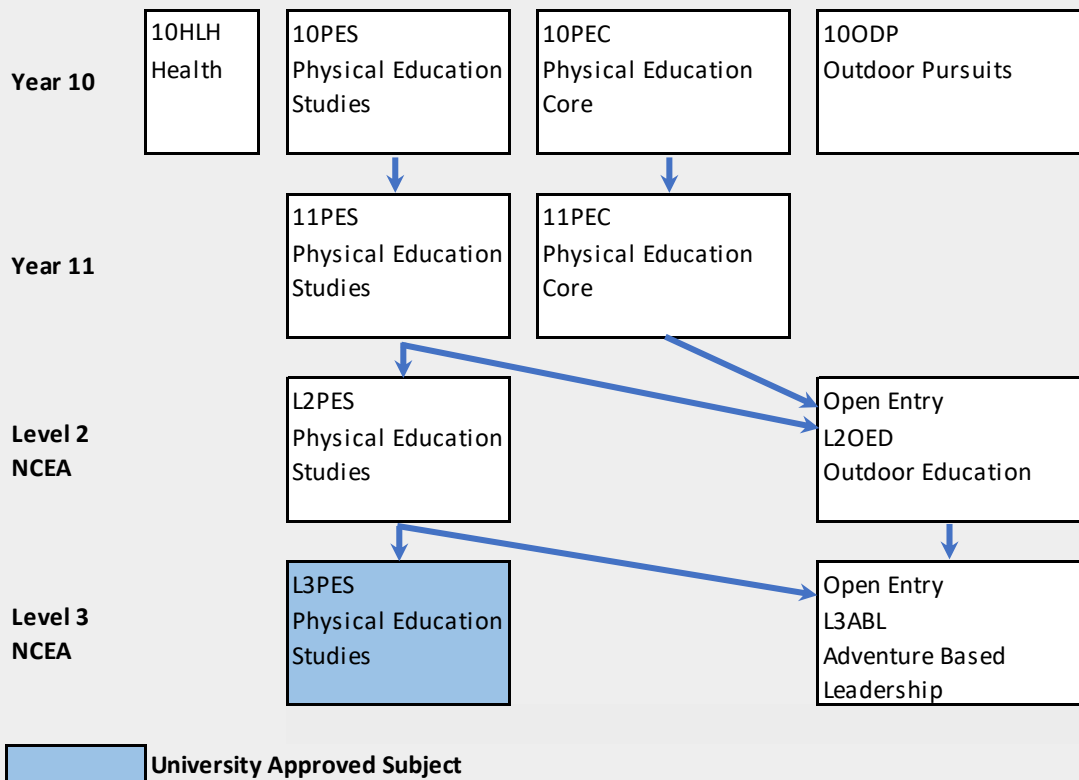 Year 10
10HLH
Health
10PES
Physical Education
Studies
10PEC
Physical Education
Core
10ODP
Outdoor Pursuits
Year 11
11PES
Physical Education
Studies
11PEC
Physical Education
Core
Level 2
NCEA
L2PES
Physical Education
Studies
Open Entry
L2OED
Outdoor Education
Level 3
NCEA
L3PES
Physical Education
Studies
Open Entry
L3ABL
Adventure Based
Leadership
University Approved Subject